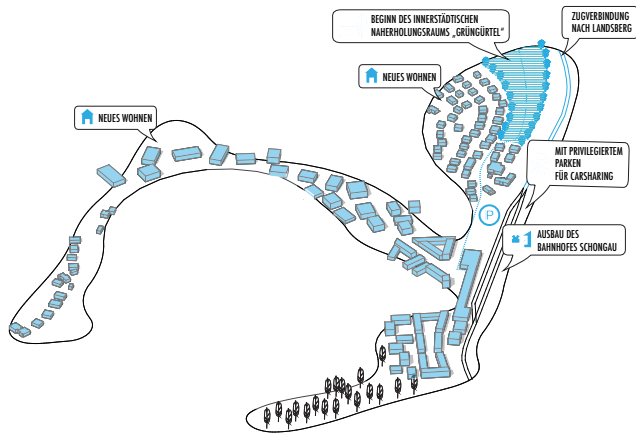 BEGINN DES INNERSTÄDTISCHEN
NAHERHOLUNGSRAUMS „GRÜNGÜRTEL“
ZUGVERBINDUNG
NACH LANDSBERG
NEUES WOHNEN
NEUES WOHNEN
MIT PRIVILEGIERTEM
PARKEN
FÜR CARSHARING
P
AUSBAU DES
BAHNHOFES SCHONGAU